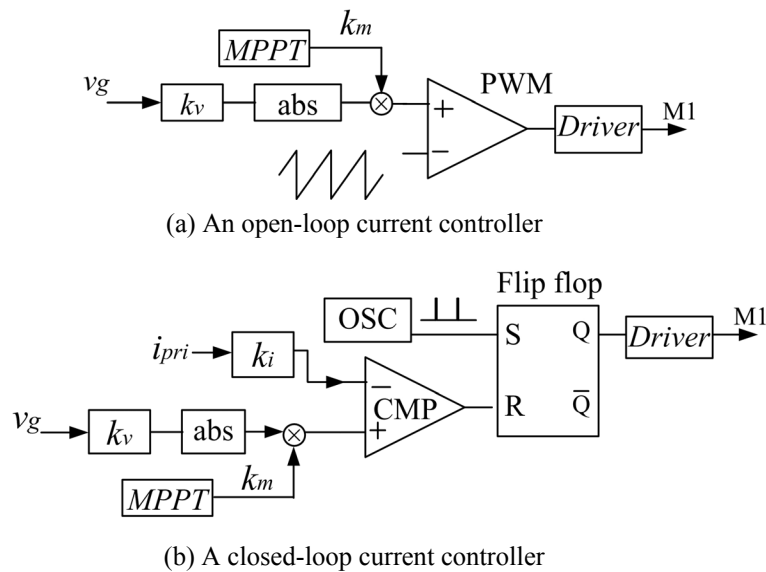 MPPT
km
vg
kv
abs
+
−
PWM
Driver
M1
(a) An open-loop current controller
Flip flop
OSC
S
Q
Driver
M1
ipri
ki
−
CMP
+
R
Q̅
vg
kv
abs
MPPT
km
(b) A closed-loop current controller